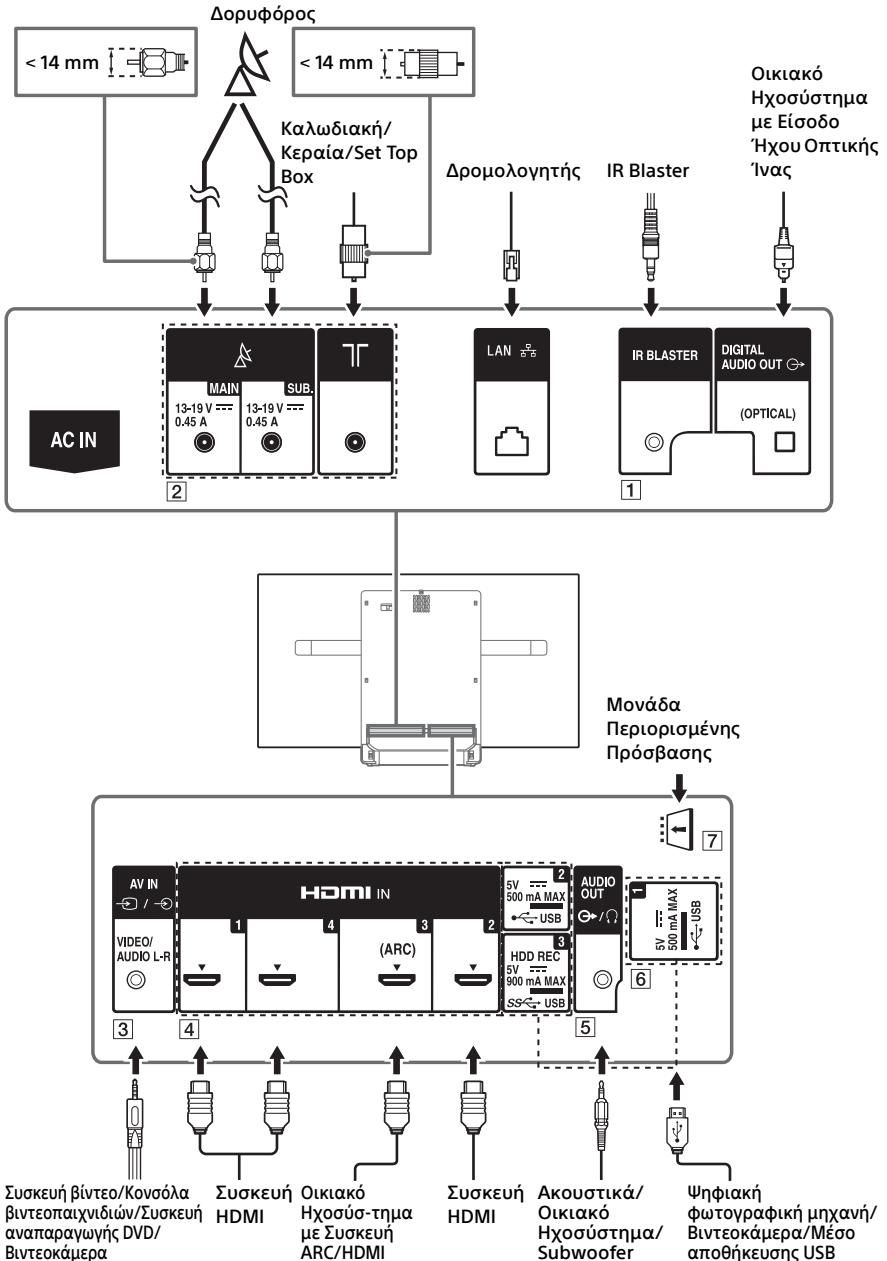 Δορυφόρος
< 14 mm
< 14 mm
Καλωδιακή/
Κεραία/Set Top
Box
Δρομολογητής
IR Blaster
Οικιακό
Ηχοσύστημα
με Είσοδο
Ήχου Οπτικής
Ίνας
AC IN
MAIN
13-19 V
0.45 A
SUB.
13-19 V
0.45 A
2
LAN
IR BLASTER
1
DIGITAL
AUDIO OUT
(OPTICAL)
Μονάδα
Περιορισμένης
Πρόσβασης
7
AV IN
VIDEO/
AUDIO L-R
3
HDMI IN
1
4
3
(ARC)
2
4
2
5V
500 mA MAX
USB
3
HDD REC
5V
900 mA MAX
SS USB
AUDIO
OUT
5
1
5V
500 mA MAX
USB
6
Συσκευή βίντεο/Κονσόλα
βιντεοπαιχνιδιών/Συσκευή
αναπαραγωγής DVD/
Βιντεοκάμερα
Συσκευή
HDMI
Οικιακό
Ηχοσύσ-τημα
με Συσκευή
ARC/HDMI
Συσκευή
HDMI
Ακουστικά/
Οικιακό
Ηχοσύστημα/
Subwoofer
Ψηφιακή
φωτογραφική μηχανή/
Βιντεοκάμερα/Μέσο
αποθήκευσης USB